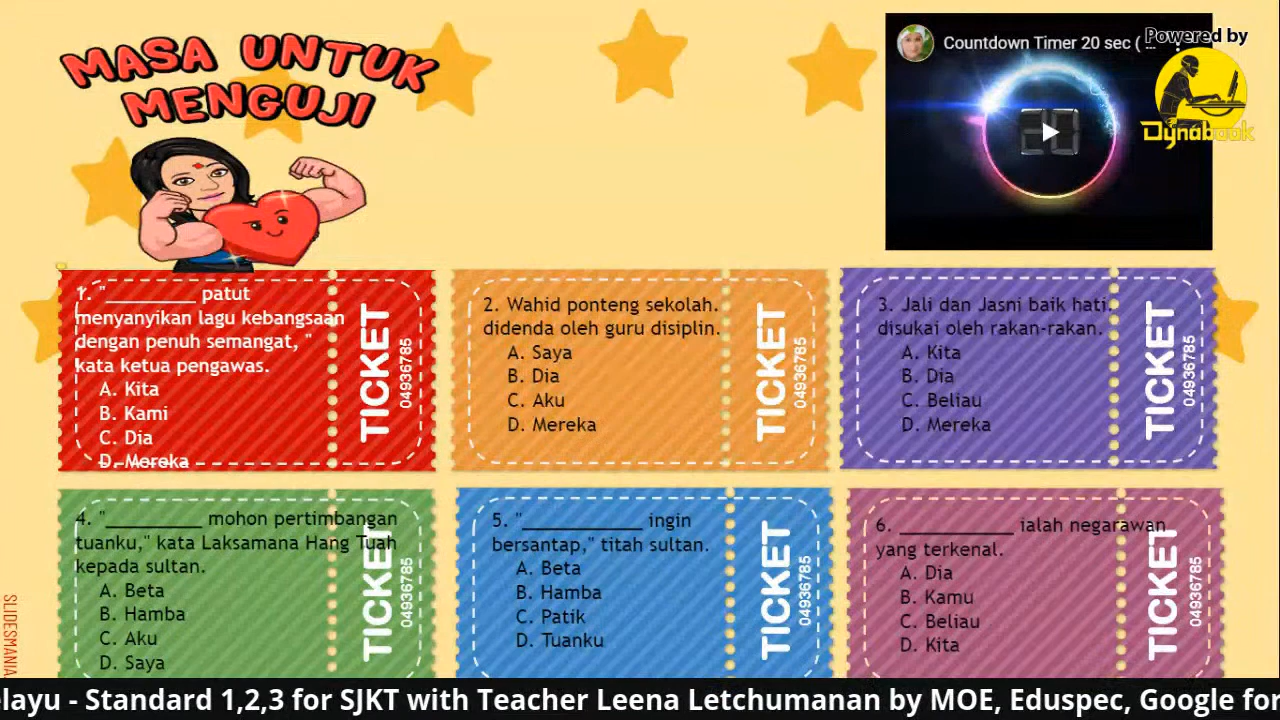 MASA UNTUK
MENGUJI
Countdown Timer 20 sec ( ...
Powered by
20
Dynabook
1. "_________ patut
menyanyikan lagu kebangsaan
dengan penuh semangat, "
kata ketua pengawas.
A. Kita
B. Kami
C. Dia
D. Mereka
TICKET
04936785
2. Wahid ponteng sekolah.
didenda oleh guru disiplin.
A. Saya
B. Dia
C. Aku
D. Mereka
TICKET
04936785
3. Jali dan Jasni baik hati.
disukai oleh rakan-rakan.
A. Kita
B. Dia
C. Beliau
D. Mereka
TICKET
04936785
4. "__________ mohon pertimbangan
tuanku," kata Laksamana Hang Tuah
kepada sultan.
A. Beta
B. Hamba
C. Aku
D. Saya
TICKET
04936785
5. "____________ ingin
bersantap," titah sultan.
A. Beta
B. Hamba
C. Patik
D. Tuanku
TICKET
04936785
6. ____________ ialah negarawan
yang terkenal.
A. Dia
B. Kamu
C. Beliau
D. Kita
TICKET
04936785
SLIDESMANIA
elayu - Standard 1,2,3 for SJKT with Teacher Leena Letchumanan by MOE, Eduspec, Google for